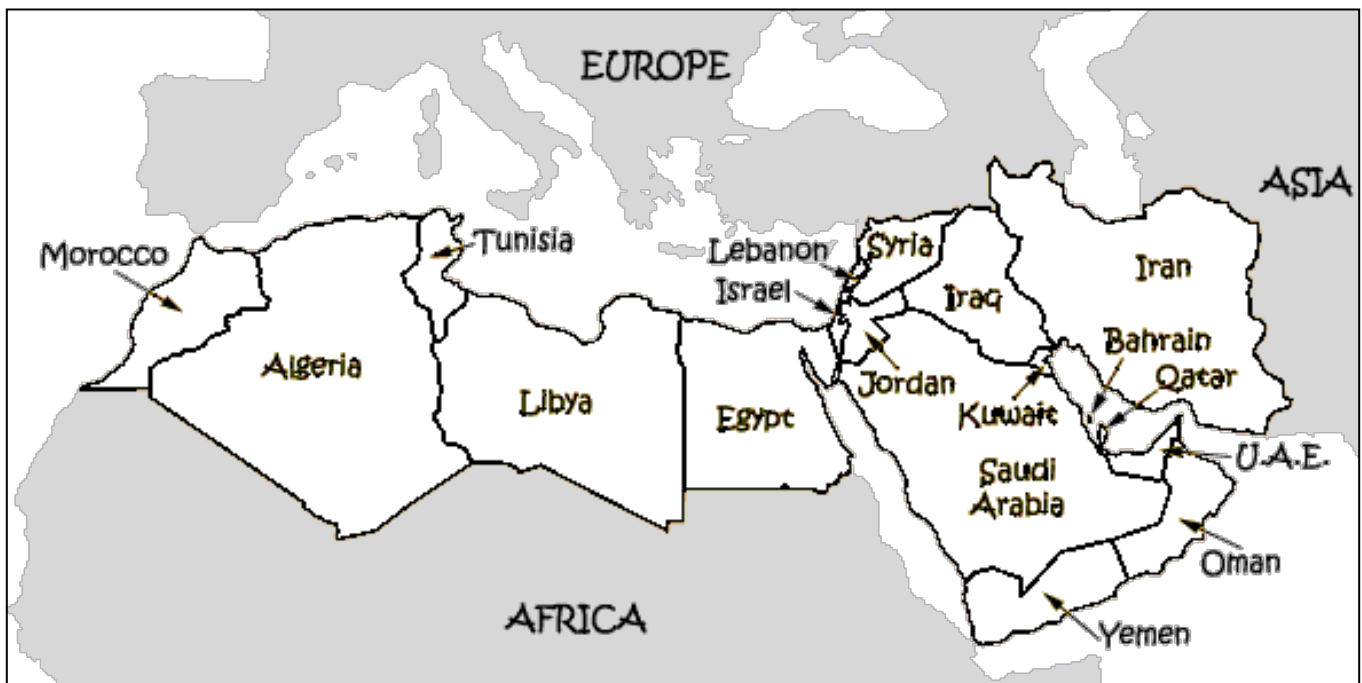 EUROPE
ASIA
Morocco
Tunisia
Lebanon
Syria
Israel
Iraq
Iran
Algeria
Libya
Egypt
Jordan
Kuwait
Bahrain
Qatar
U.A.E.
Saudi
Arabia
Oman
AFRICA
Yemen